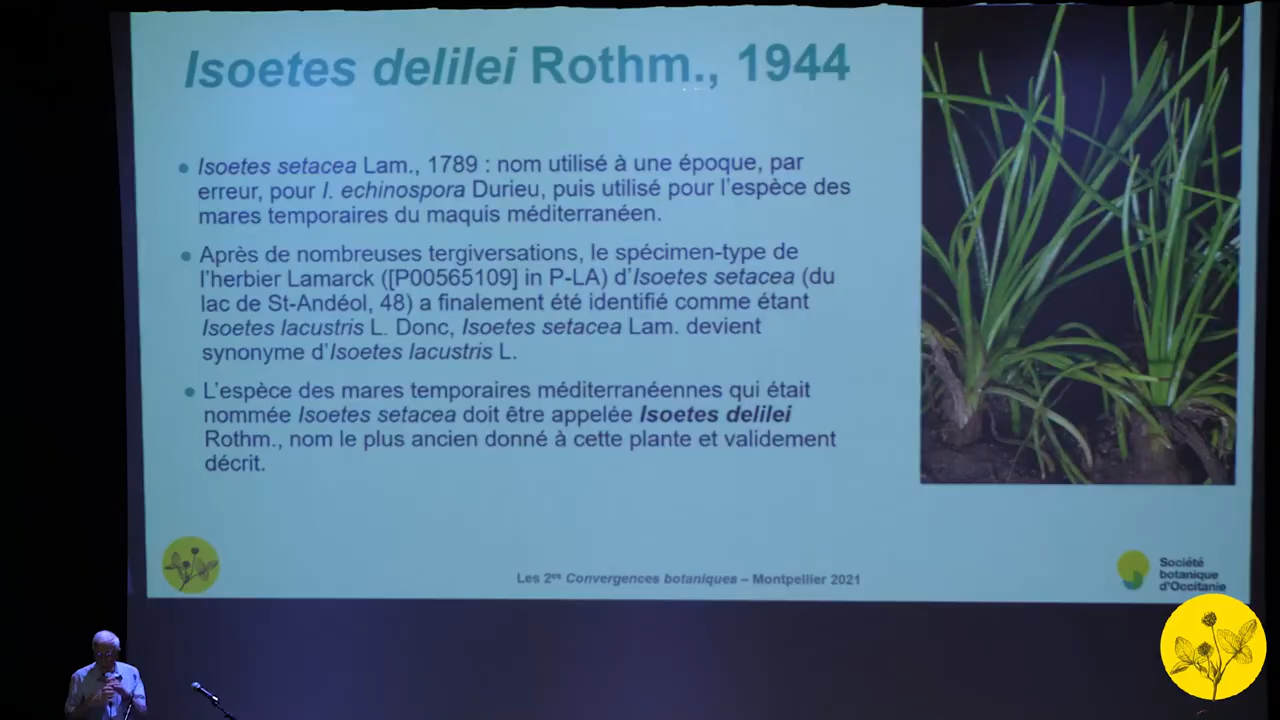 Isoetes delilei Rothm., 1944
• Isoetes setacea Lam., 1789 : nom utilisé à une époque, par
erreur, pour I. echinospora Durieu, puis utilisé pour l'espèce des
mares temporaires du maquis méditerranéen.
• Après de nombreuses tergiversations, le spécimen-type de
l'herbier Lamarck ([P00565109] in P-LA) d'Isoetes setacea (du
lac de St-Andéol, 48) a finalement été identifié comme étant
Isoetes lacustris L. Donc, Isoetes setacea Lam. devient
synonyme d'Isoetes lacustris L.
• L'espèce des mares temporaires méditerranéennes qui était
nommée Isoetes setacea doit être appelée Isoetes delilei
Rothm., nom le plus ancien donné à cette plante et validement
décrit.
Les 2es Convergences botaniques – Montpellier 2021
Société
botanique
d'Occitanie